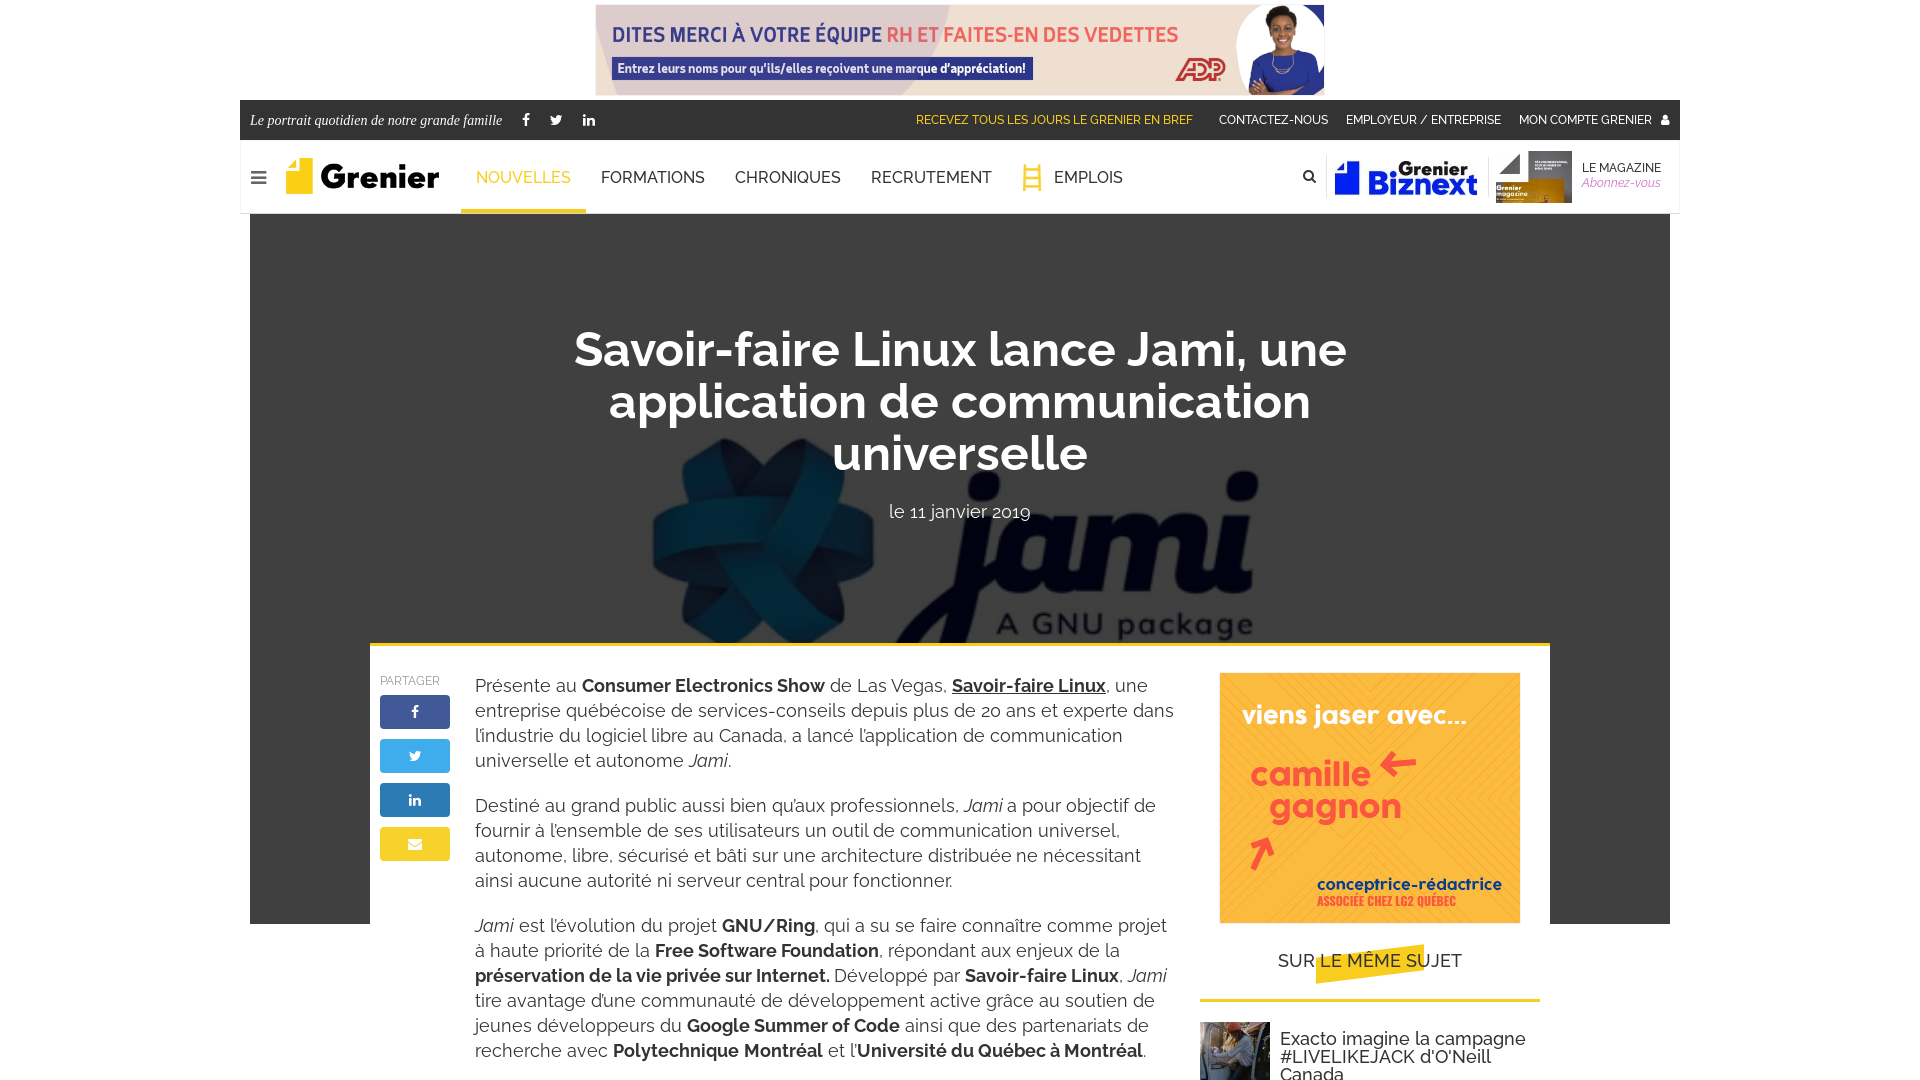 DITES MERCI À VOTRE ÉQUIPE RH ET FAITES-EN DES VEDETTES
Entrez leurs noms pour qu'ils/elles reçoivent une marque d'appréciation!
ADP
Le portrait quotidien de notre grande famille
RECEVEZ TOUS LES JOURS LE GRENIER EN BREF
CONTACTEZ-NOUS
EMPLOYEUR / ENTREPRISE
MON COMPTE GRENIER
Grenier
NOUVELLES
FORMATIONS
CHRONIQUES
RECRUTEMENT
EMPLOIS
Grenier
Biznext
Grenier
magazine
LE MAGAZINE
Abonnez-vous
Savoir-faire Linux lance Jami, une
application de communication
universelle
le 11 janvier 2019
jami
A GNU package
PARTAGER
Présente au Consumer Electronics Show de Las Vegas, Savoir-faire Linux, une
entreprise québécoise de services-conseils depuis plus de 20 ans et experte dans
l'industrie du logiciel libre au Canada, a lancé l'application de communication
universelle et autonome Jami.
Destiné au grand public aussi bien qu'aux professionnels, Jami a pour objectif de
fournir à l'ensemble de ses utilisateurs un outil de communication universel,
autonome, libre, sécurisé et bâti sur une architecture distribuée ne nécessitant
ainsi aucune autorité ni serveur central pour fonctionner.
Jami est l'évolution du projet GNU/Ring, qui a su se faire connaître comme projet
à haute priorité de la Free Software Foundation, répondant aux enjeux de la
préservation de la vie privée sur Internet. Développé par Savoir-faire Linux, Jami
tire avantage d'une communauté de développement active grâce au soutien de
jeunes développeurs du Google Summer of Code ainsi que des partenariats de
recherche avec Polytechnique Montréal et l'Université du Québec à Montréal.
viens jaser avec...
camille
gagnon
conceptrice-rédactrice
ASSOCIÉE CHEZ LG2 QUÉBEC
SUR LE MÊME SUJET
Exacto imagine la campagne
#LIVELIKEJACK d'O'Neill
Canada